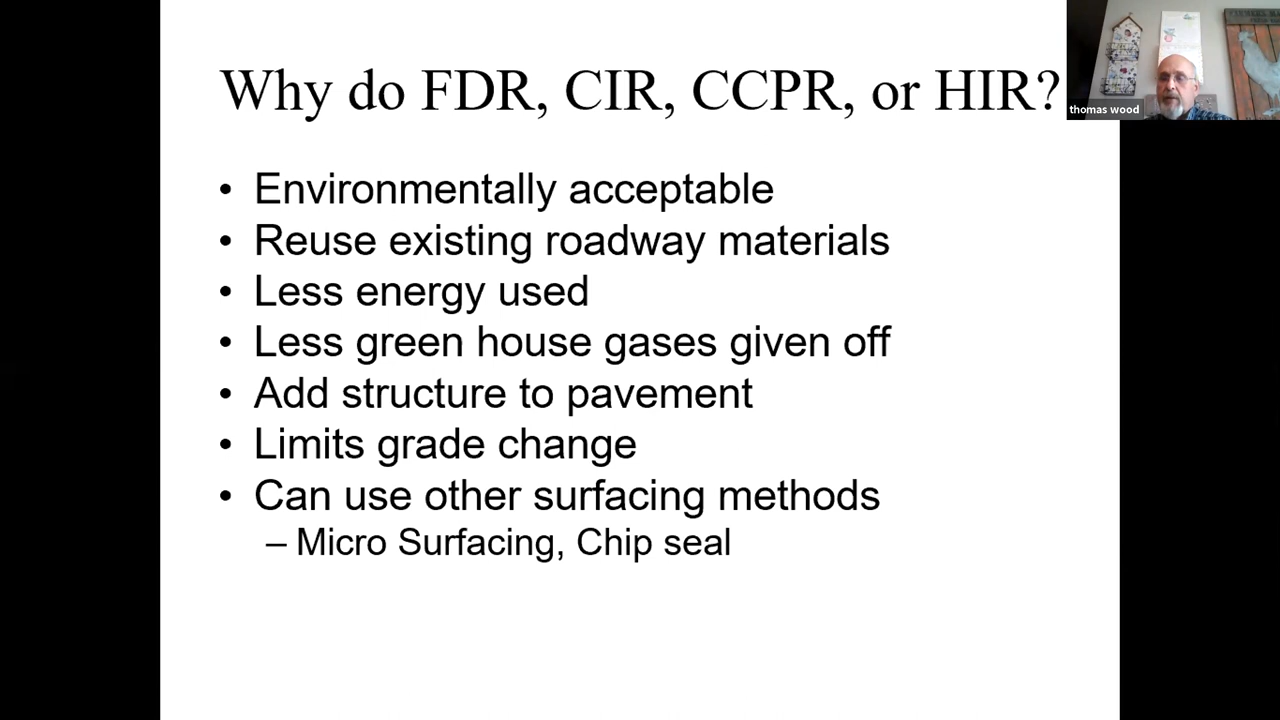 Why do FDR, CIR, CCPR, or HIR?
thomas wood
• Environmentally acceptable
• Reuse existing roadway materials
• Less energy used
• Less green house gases given off
• Add structure to pavement
• Limits grade change
• Can use other surfacing methods
– Micro Surfacing, Chip seal